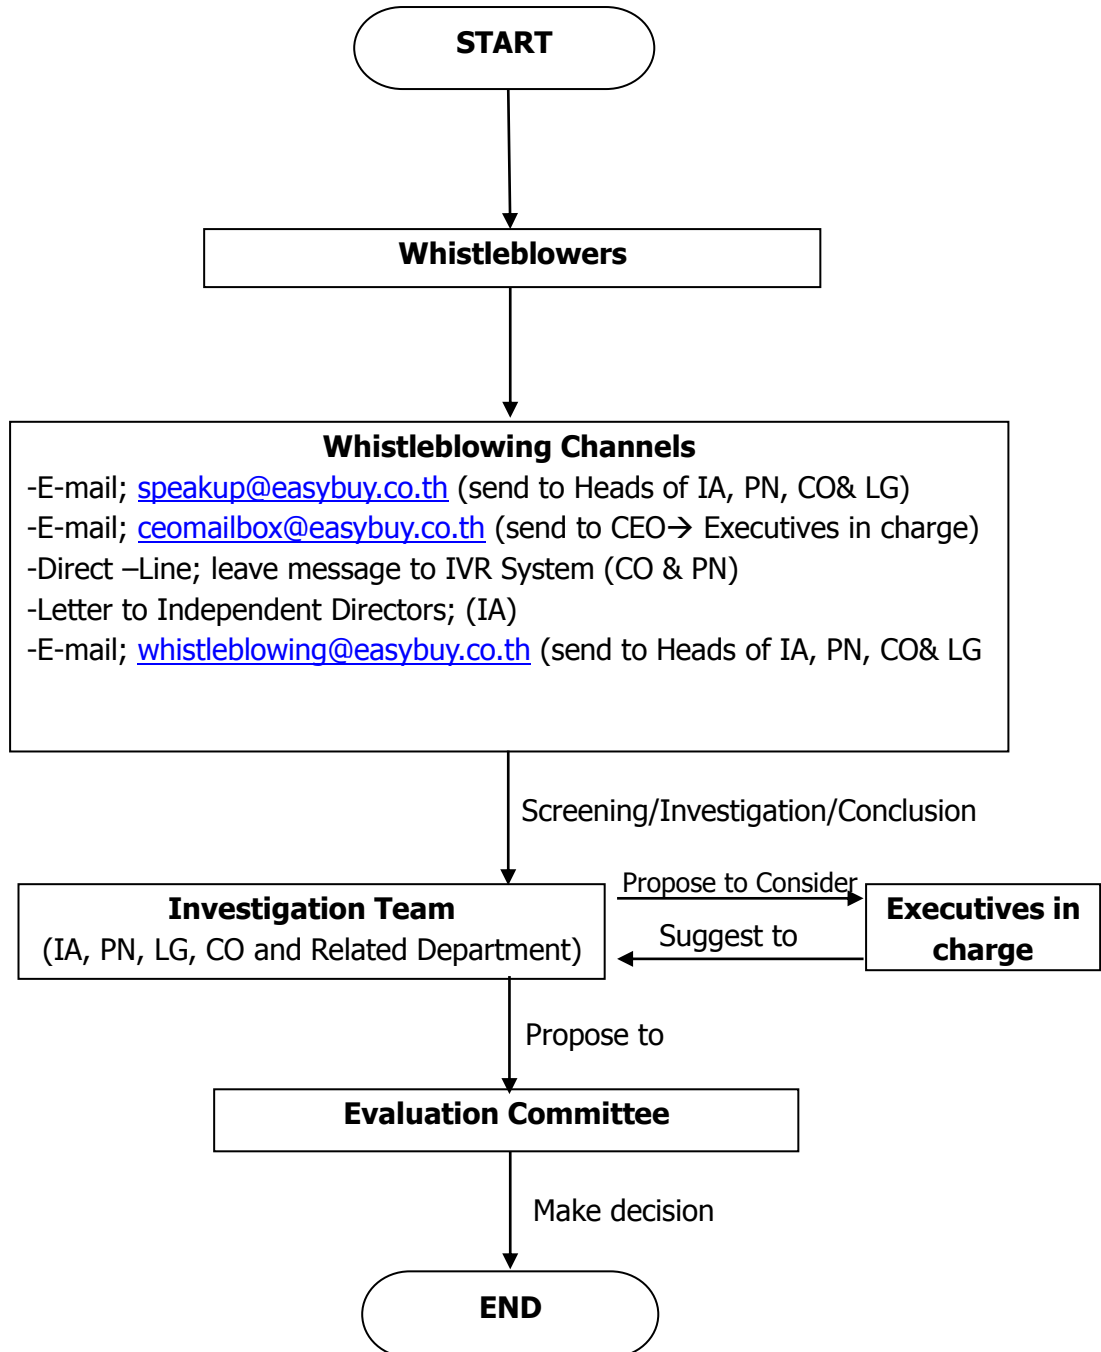 START
Whistleblowers
Whistleblowing Channels
-E-mail; speakup@easybuy.co.th (send to Heads of IA, PN, CO& LG)
-E-mail; ceomailbox@easybuy.co.th (send to CEO→ Executives in charge)
-Direct –Line; leave message to IVR System (CO & PN)
-Letter to Independent Directors; (IA)
-E-mail; whistleblowing@easybuy.co.th (send to Heads of IA, PN, CO& LG
Screening/Investigation/Conclusion
Investigation Team
(IA, PN, LG, CO and Related Department)
Propose to Consider
Suggest to
Executives in
charge
Propose to
Evaluation Committee
Make decision
END